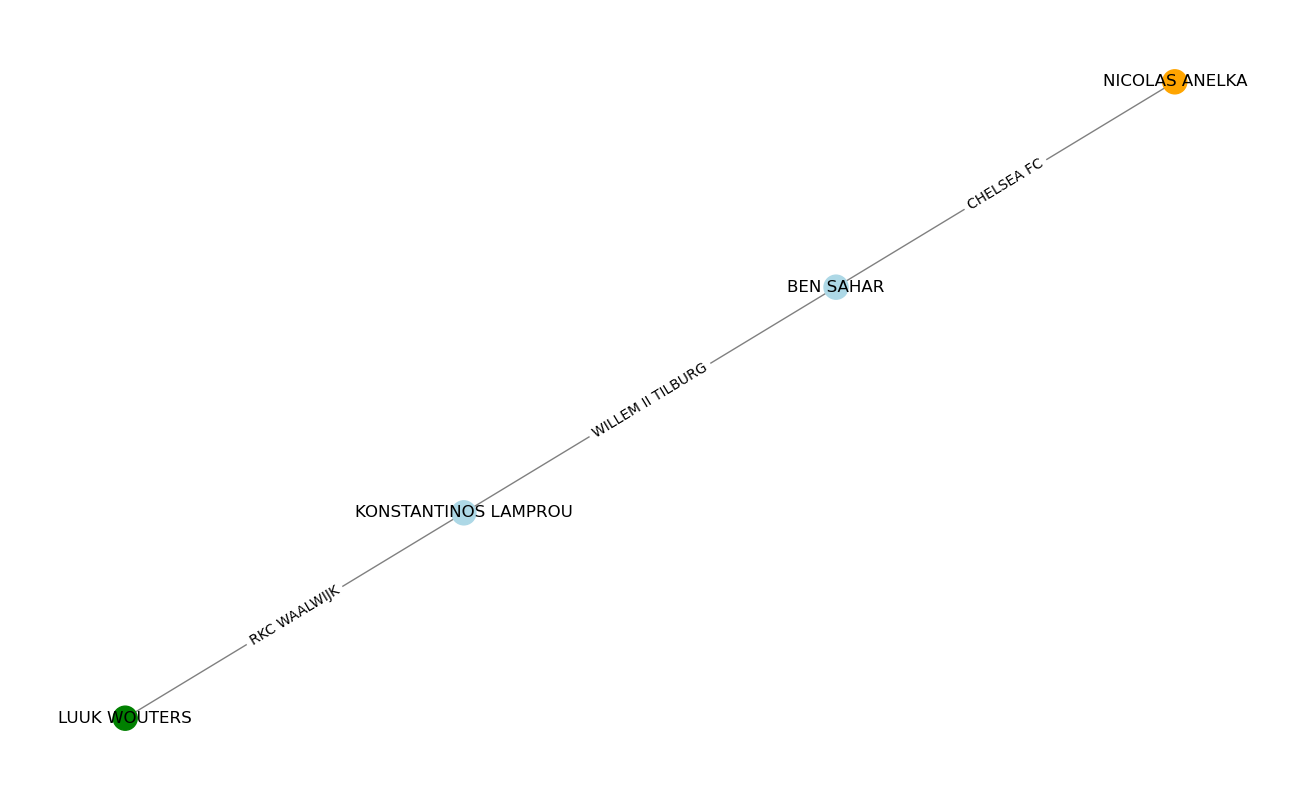 NICOLAS ANELKA
CHELSEA FC
BEN SAHAR
WILLEM II TILBURG
KONSTANTINOS LAMPROU
RKC WAALWIJK
LUUK WOUTERS